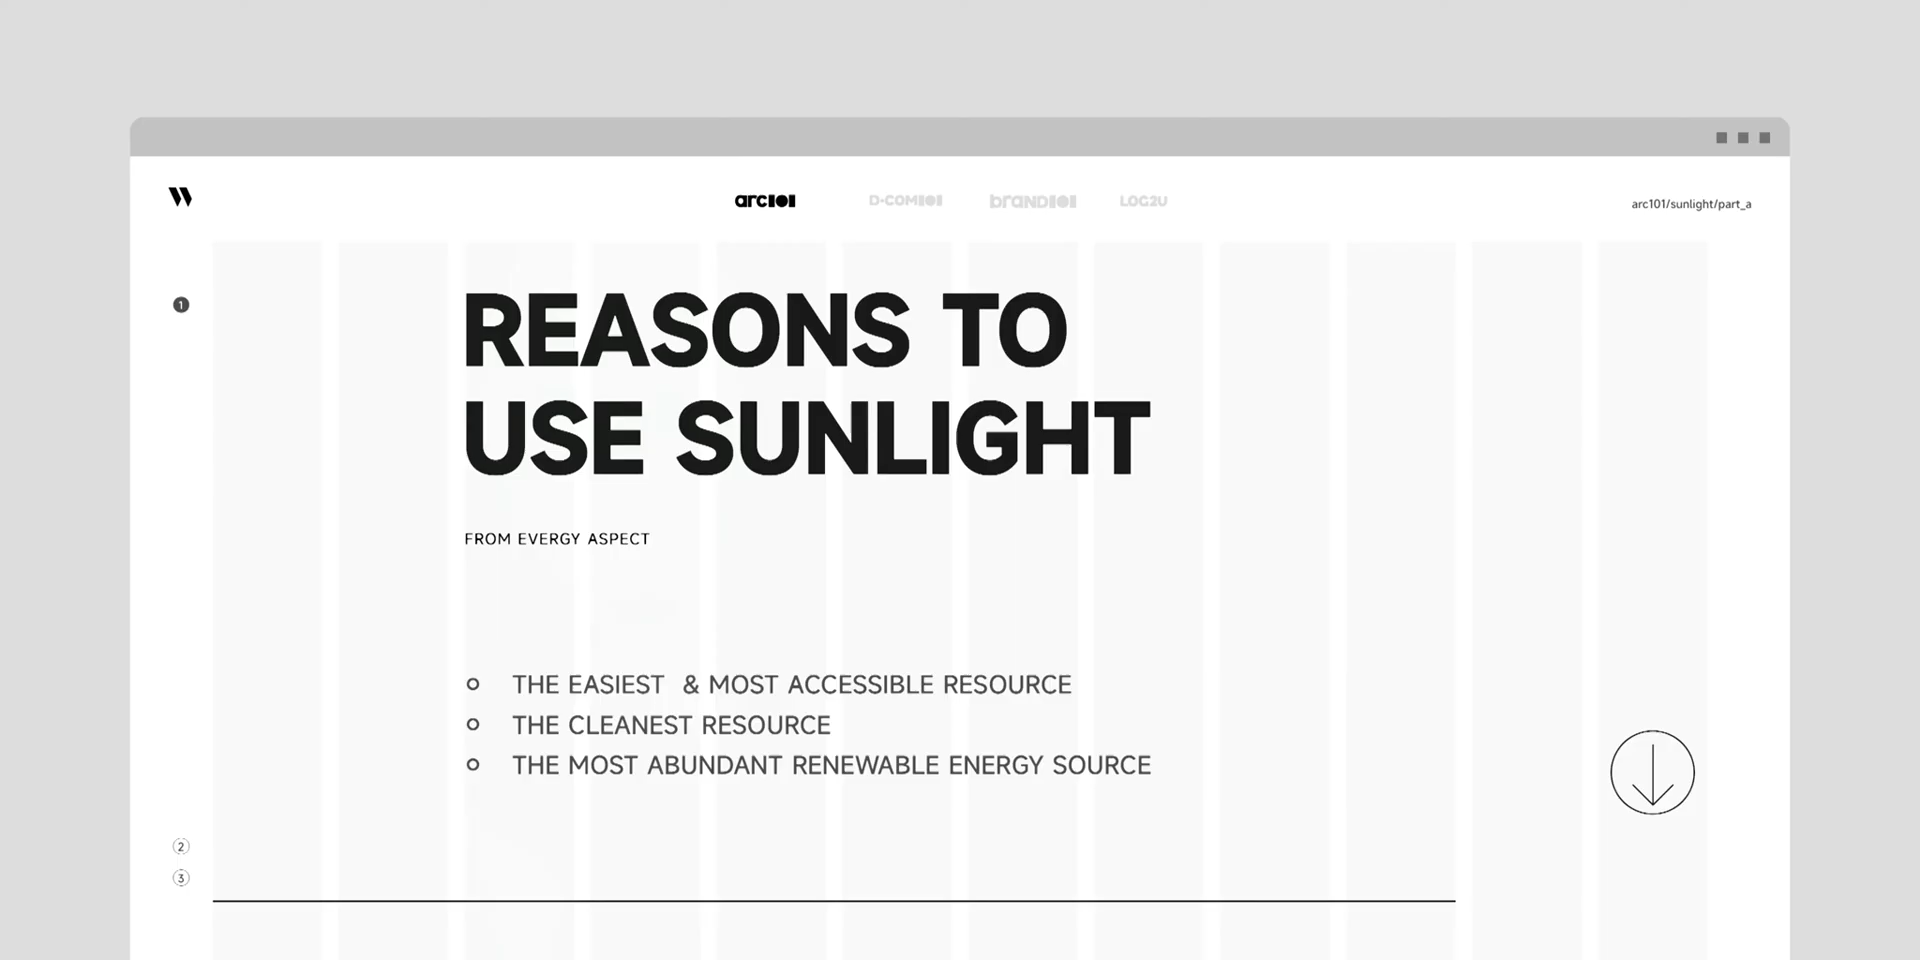 arc101
D-COM101
braND101
LOG2U
arc101/sunlight/part_a
1
REASONS TO
USE SUNLIGHT
FROM EVERGY ASPECT
THE EASIEST & MOST ACCESSIBLE RESOURCE
THE CLEANEST RESOURCE
THE MOST ABUNDANT RENEWABLE ENERGY SOURCE
2
3